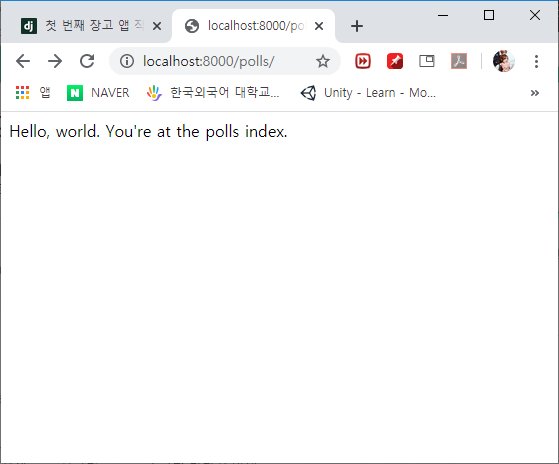 첫 번째 장고 앱 작
localhost:8000/po
localhost:8000/polls/
앱
NAVER
한국외국어 대학교...
Unity - Learn - Mo...
Hello, world. You're at the polls index.